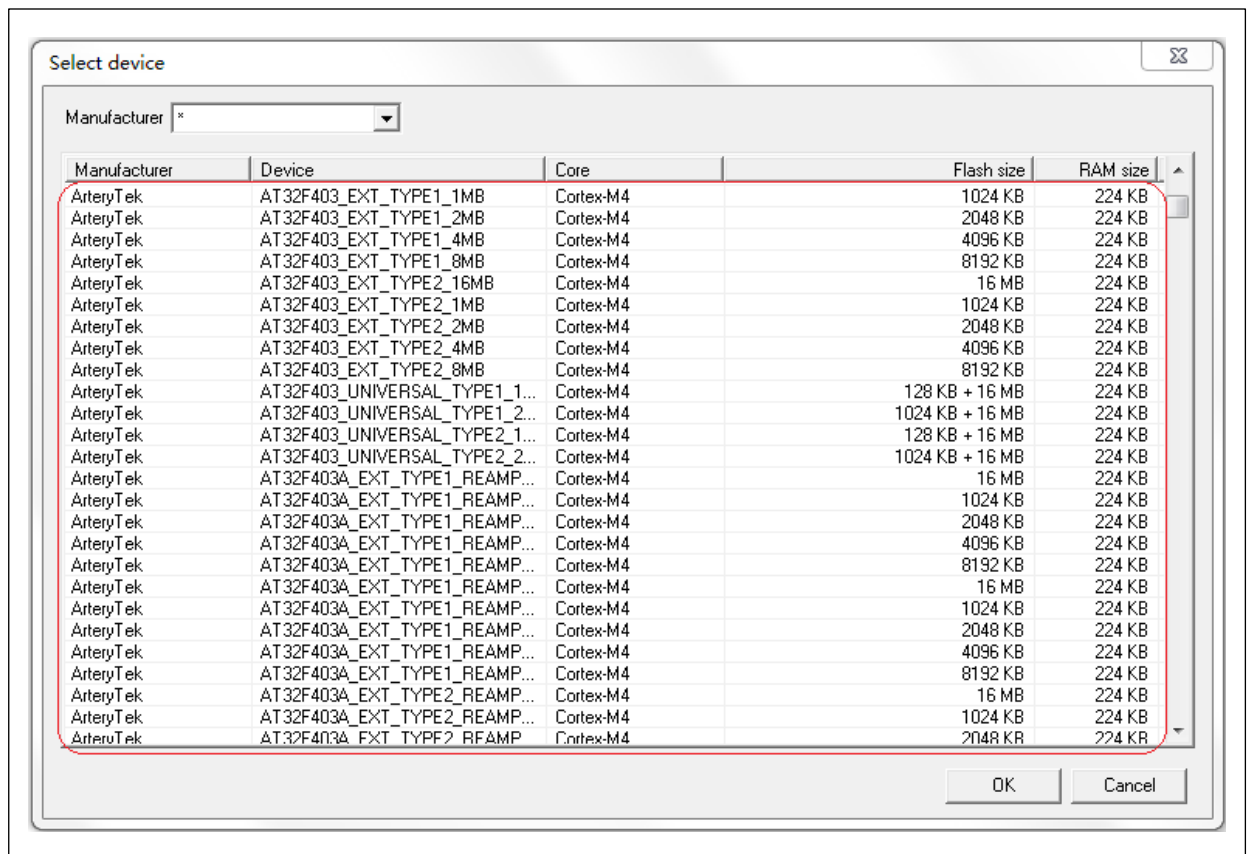 Select device
Manufacturer *
Manufacturer Device Core Flash size RAM size
ArteryTek AT32F403_EXT_TYPE1_1MB Cortex-M4 1024 KB 224 KB
ArteryTek AT32F403_EXT_TYPE1_2MB Cortex-M4 2048 KB 224 KB
ArteryTek AT32F403_EXT_TYPE1_4MB Cortex-M4 4096 KB 224 KB
ArteryTek AT32F403_EXT_TYPE1_8MB Cortex-M4 8192 KB 224 KB
ArteryTek AT32F403_EXT_TYPE2_16MB Cortex-M4 16 MB 224 KB
ArteryTek AT32F403_EXT_TYPE2_1MB Cortex-M4 1024 KB 224 KB
ArteryTek AT32F403_EXT_TYPE2_2MB Cortex-M4 2048 KB 224 KB
ArteryTek AT32F403_EXT_TYPE2_4MB Cortex-M4 4096 KB 224 KB
ArteryTek AT32F403_EXT_TYPE2_8MB Cortex-M4 8192 KB 224 KB
ArteryTek AT32F403_UNIVERSAL_TYPE1_1... Cortex-M4 128 KB + 16 MB 224 KB
ArteryTek AT32F403_UNIVERSAL_TYPE1_2... Cortex-M4 1024 KB + 16 MB 224 KB
ArteryTek AT32F403_UNIVERSAL_TYPE2_1... Cortex-M4 128 KB + 16 MB 224 KB
ArteryTek AT32F403_UNIVERSAL_TYPE2_2... Cortex-M4 1024 KB + 16 MB 224 KB
ArteryTek AT32F403A_EXT_TYPE1_REAMP... Cortex-M4 16 MB 224 KB
ArteryTek AT32F403A_EXT_TYPE1_REAMP... Cortex-M4 1024 KB 224 KB
ArteryTek AT32F403A_EXT_TYPE1_REAMP... Cortex-M4 2048 KB 224 KB
ArteryTek AT32F403A_EXT_TYPE1_REAMP... Cortex-M4 4096 KB 224 KB
ArteryTek AT32F403A_EXT_TYPE1_REAMP... Cortex-M4 8192 KB 224 KB
ArteryTek AT32F403A_EXT_TYPE1_REAMP... Cortex-M4 16 MB 224 KB
ArteryTek AT32F403A_EXT_TYPE1_REAMP... Cortex-M4 1024 KB 224 KB
ArteryTek AT32F403A_EXT_TYPE1_REAMP... Cortex-M4 2048 KB 224 KB
ArteryTek AT32F403A_EXT_TYPE1_REAMP... Cortex-M4 4096 KB 224 KB
ArteryTek AT32F403A_EXT_TYPE1_REAMP... Cortex-M4 8192 KB 224 KB
ArteryTek AT32F403A_EXT_TYPE2_REAMP... Cortex-M4 16 MB 224 KB
ArteryTek AT32F403A_EXT_TYPE2_REAMP... Cortex-M4 1024 KB 224 KB
ArteryTek AT32F403A_EXT_TYPE2_REAMP Cortex-M4 2048 KB 224 KB
OK Cancel